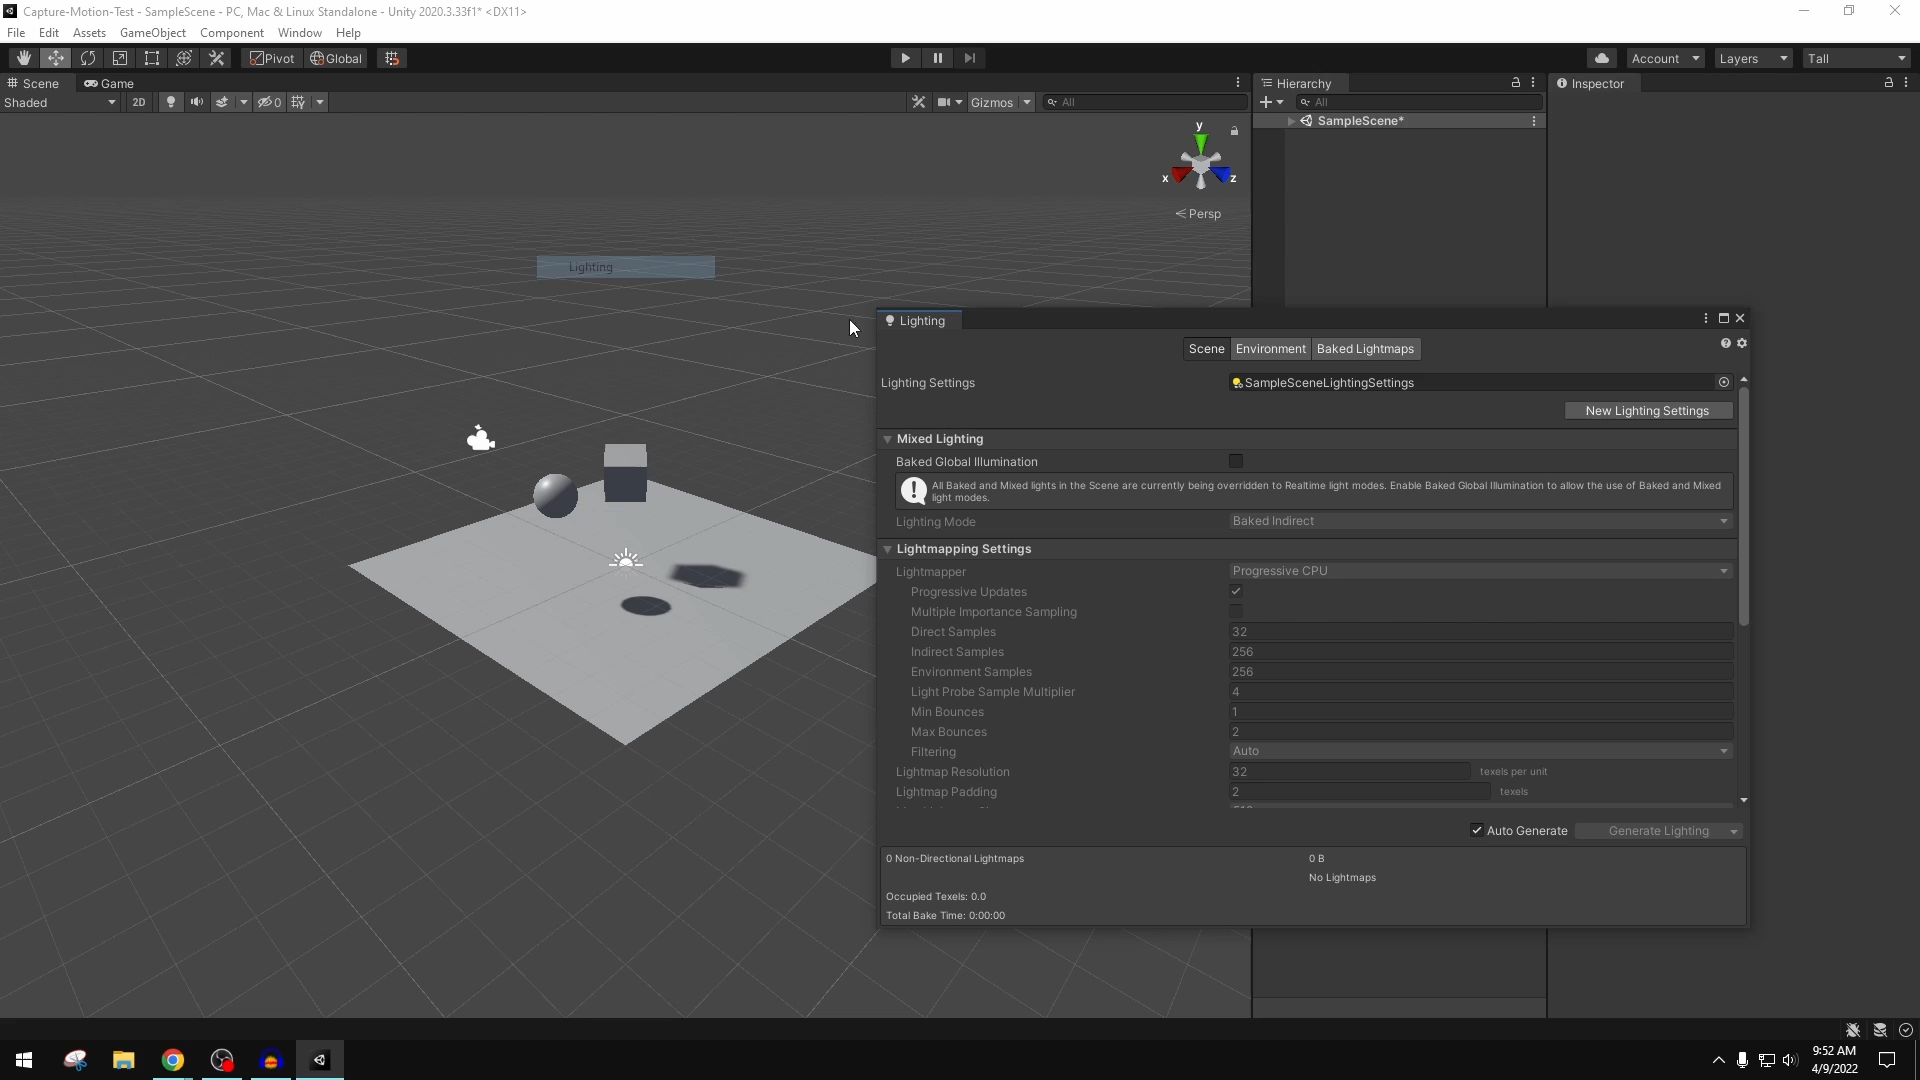 Capture-Motion-Test - SampleScene - PC, Mac & Linux Standalone - Unity 2020.3.33f1* <DX11>
File Edit Assets GameObject Component Window Help
Pivot Global Account Layers Tall
Scene Game Hierarchy Inspector
Shaded 2D 0 Gizmos All All
SampleScene*
y
x z
Persp
Lighting
Lighting
Scene Environment Baked Lightmaps
Lighting Settings SampleSceneLightingSettings
New Lighting Settings
Mixed Lighting
Baked Global Illumination
All Baked and Mixed lights in the Scene are currently being overridden to Realtime light modes. Enable Baked Global Illumination to allow the use of Baked and Mixed
light modes.
Lighting Mode Baked Indirect
Lightmapping Settings
Lightmapper Progressive CPU
Progressive Updates
Multiple Importance Sampling
Direct Samples 32
Indirect Samples 256
Environment Samples 256
Light Probe Sample Multiplier 4
Min Bounces 1
Max Bounces 2
Filtering Auto
Lightmap Resolution 32 texels per unit
Lightmap Padding 2 texels
Auto Generate Generate Lighting
0 Non-Directional Lightmaps 0 B
No Lightmaps
Occupied Texels: 0.0
Total Bake Time: 0:00:00
9:52 AM
4/9/2022